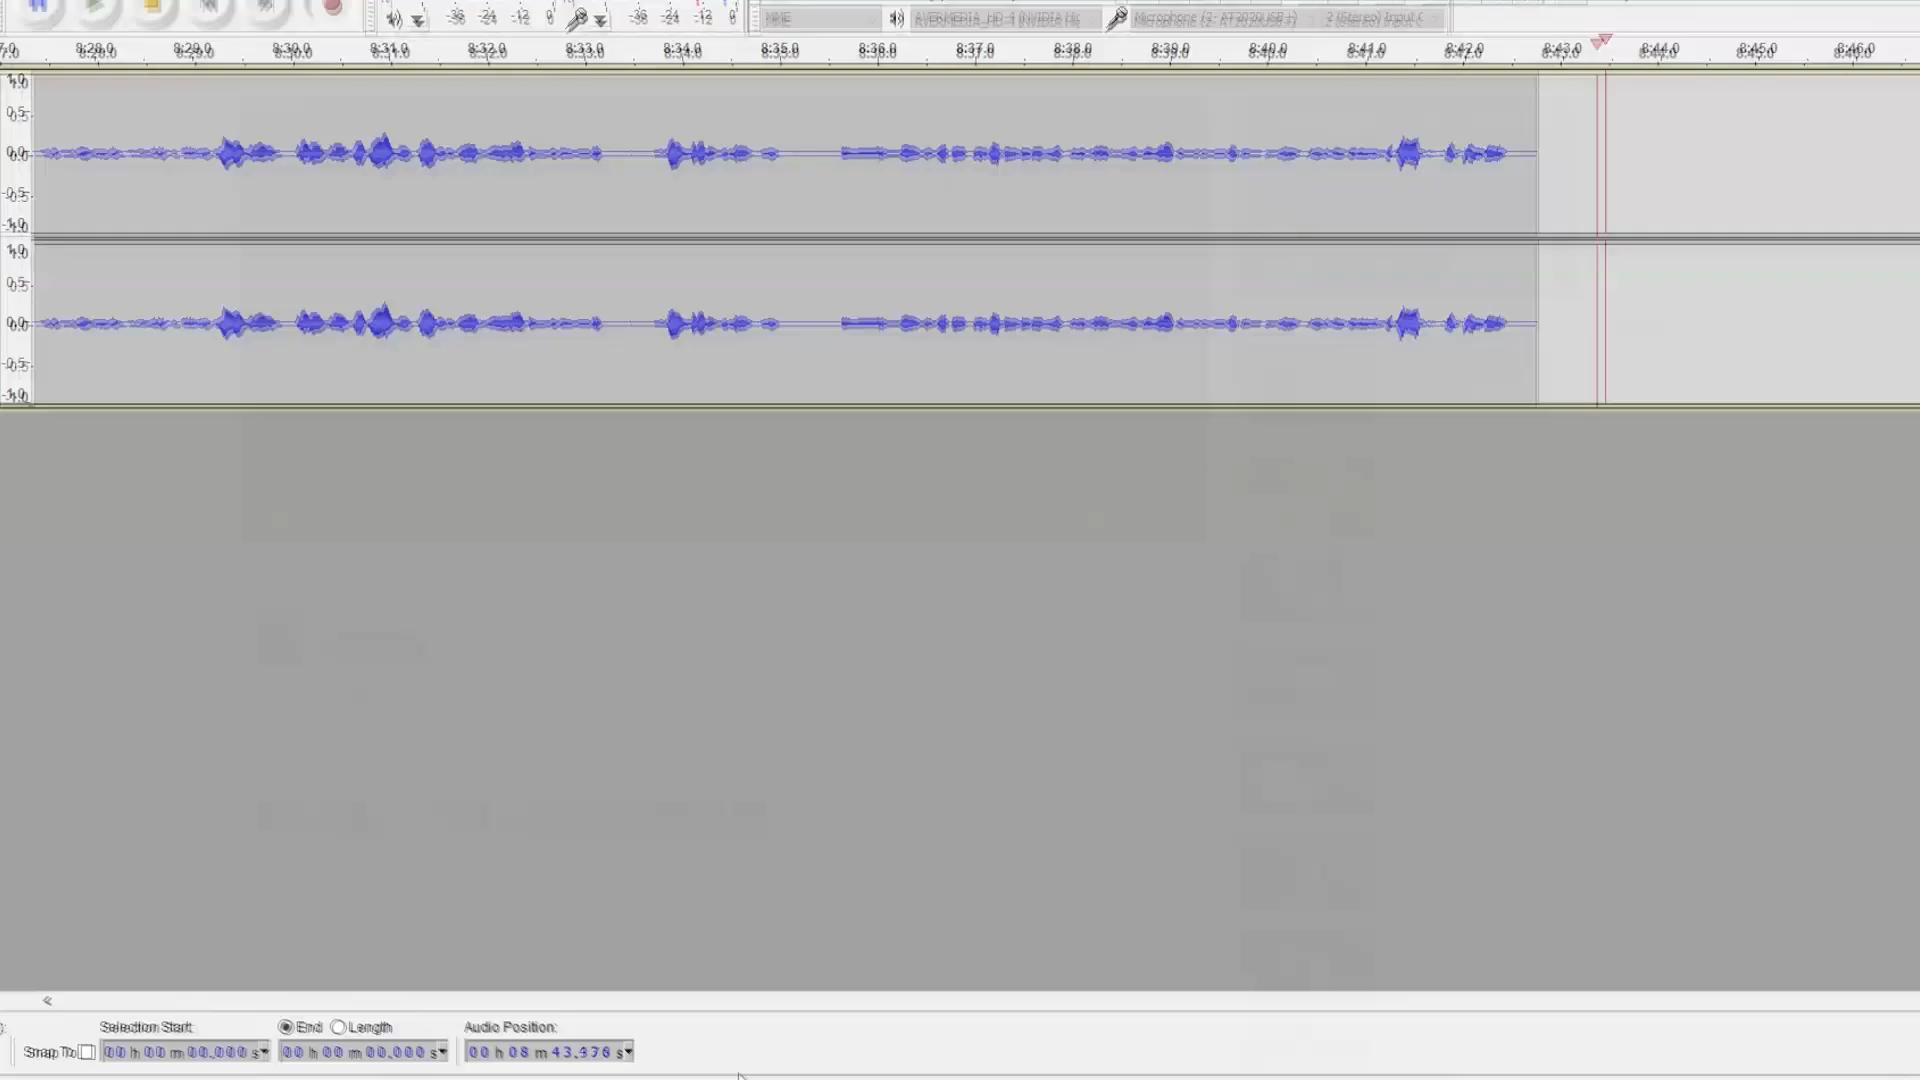 -36 -24 -12 0 -36 -24 -12 0 MME AVERMEDIA_HD-1 (NVIDIA Hi Microphone (2- AT2020USB+) 2 (Stereo) Input C
7.0 8:28.0 8:29.0 8:30.0 8:31.0 8:32.0 8:33.0 8:34.0 8:35.0 8:36.0 8:37.0 8:38.0 8:39.0 8:40.0 8:41.0 8:42.0 8:43.0 8:44.0 8:45.0 8:46.0
1.0
0.5
0.0
-0.5
-1.0
1.0
0.5
0.0
-0.5
-1.0
Selection Start: End Length Audio Position:
Snap To 00 h 00 m 00.000 s 00 h 00 m 00.000 s 00 h 08 m s